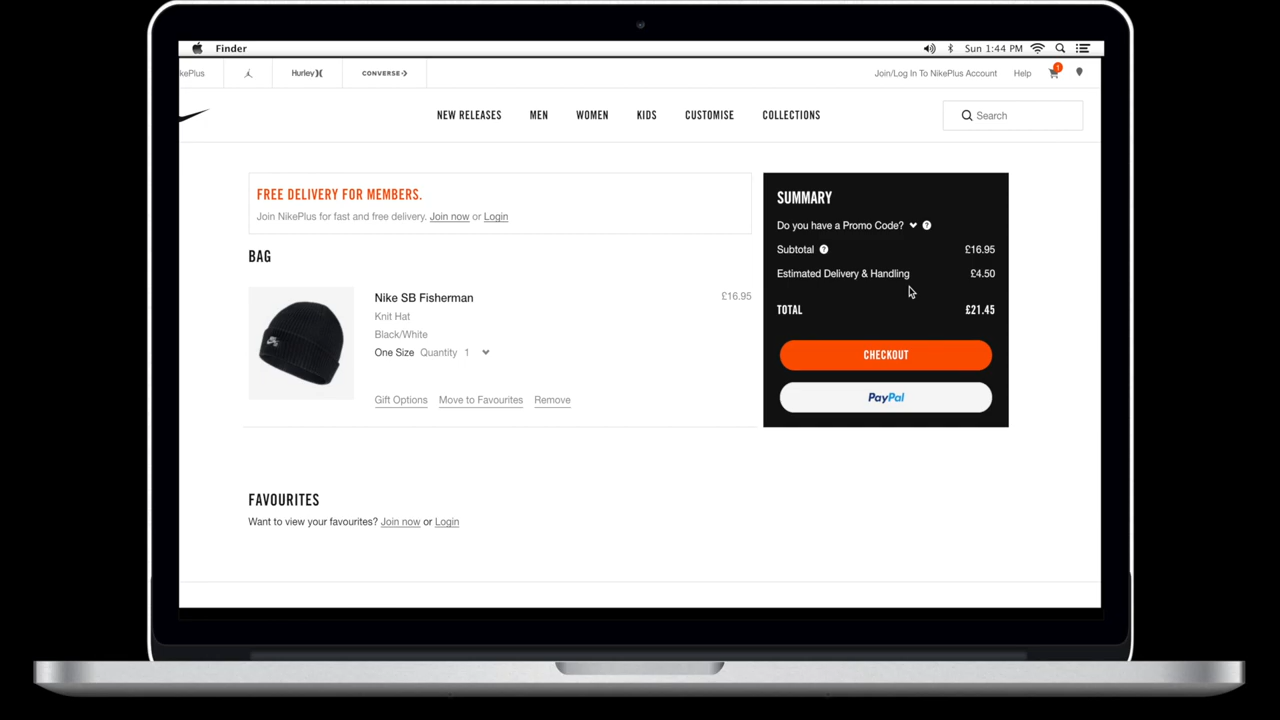 Finder
Sun 1:44 PM
kePlus
Hurley
CONVERSE
Join/Log In To NikePlus Account
Help
1
NEW RELEASES
MEN
WOMEN
KIDS
CUSTOMISE
COLLECTIONS
Search
FREE DELIVERY FOR MEMBERS.
Join NikePlus for fast and free delivery. Join now or Login
BAG
Nike SB Fisherman
£16.95
Knit Hat
Black/White
One Size Quantity 1
Gift Options Move to Favourites Remove
SUMMARY
Do you have a Promo Code? ?
Subtotal ? £16.95
Estimated Delivery & Handling £4.50
TOTAL £21.45
CHECKOUT
PayPal
FAVOURITES
Want to view your favourites? Join now or Login